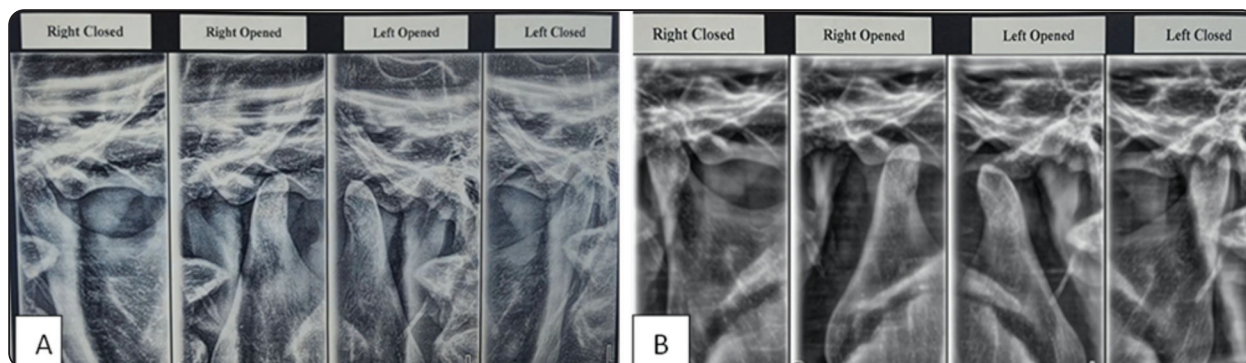 Right Closed
Right Opened
Left Opened
Left Closed
A
Right Closed
Right Opened
Left Opened
Left Closed
B